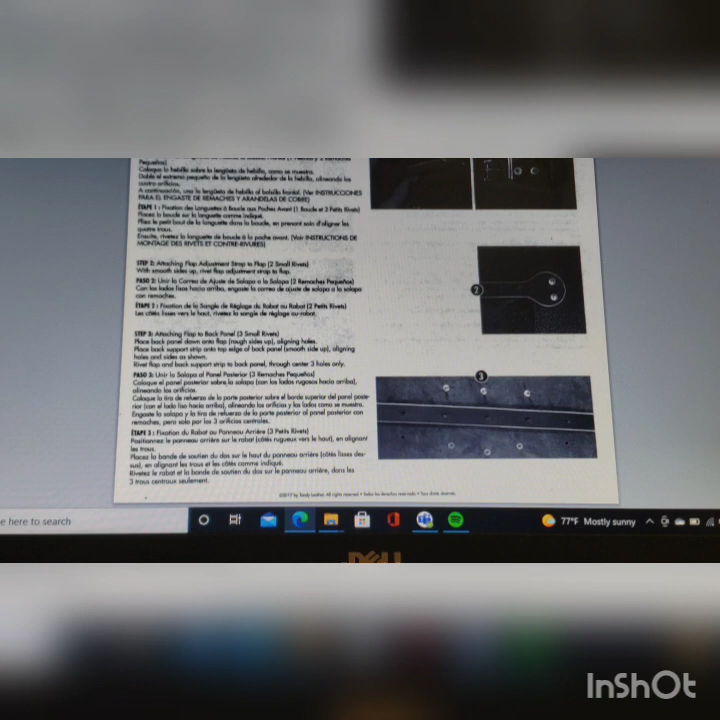 Pequeños)
Coloque la hebilla sobre la lengüeta de hebilla, como se muestra.
Doble el extremo pequeño de la lengüeta alrededor de la hebilla, alineando los
cuatro orificios.
A continuación, una la lengüeta de hebilla al bolsillo frontal. (Ver INSTRUCCIONES
PARA EL ENGASTE DE REMACHES Y ARANDELAS DE COBRE)
ÉTAPE 1 : Fixation des Languettes à Boucle aux Poches Avant (1 Boucle et 2 Petits Rivets)
Placez la boucle sur la languette comme indiqué.
Pliez le petit bout de la languette dans la boucle, en prenant soin d'aligner les
quatre trous.
Ensuite, rivetez la languette de boucle à la poche avant. (Voir INSTRUCTIONS DE
MONTAGE DES RIVETS ET CONTRE-RIVURES)
STEP 2: Attaching Flap Adjustment Strap to Flap (2 Small Rivets)
With smooth sides up, rivet flap adjustment strap to flap.
PASO 2: Unir la Correa de Ajuste de Solapa a la Solapa (2 Remaches Pequeños)
Con los lados lisos hacia arriba, engaste la correa de ajuste de solapa a la solapa
con remaches.
ÉTAPE 2 : Fixation de la Sangle de Réglage du Rabat au Rabat (2 Petits Rivets)
Les côtés lisses vers le haut, rivetez la sangle de réglage au rabat.
2
STEP 3: Attaching Flap to Back Panel (3 Small Rivets)
Place back panel down onto flap (rough sides up), aligning holes.
Place back support strip onto top edge of back panel (smooth side up), aligning
holes and sides as shown.
Rivet flap and back support strip to back panel, through center 3 holes only.
PASO 3: Unir la Solapa al Panel Posterior (3 Remaches Pequeños)
Coloque el panel posterior sobre la solapa (con los lados rugosos hacia arriba),
alineando los orificios.
Coloque la tira de refuerzo de la parte posterior sobre el borde superior del panel poste-
rior (con el lado liso hacia arriba), alineando los orificios y los lados como se muestra.
Engaste la solapa y la tira de refuerzo de la parte posterior al panel posterior con
remaches, pero solo por los 3 orificios centrales.
ÉTAPE 3 : Fixation du Rabat au Panneau Arrière (3 Petits Rivets)
Positionnez le panneau arrière sur le rabat (côtés rugueux vers le haut), en alignant
les trous.
Placez la bande de soutien du dos sur le haut du panneau arrière (côtés lisses des-
sus), en alignant les trous et les côtés comme indiqué.
Rivetez le rabat et la bande de soutien du dos sur le panneau arrière, dans les
3 trous centraux seulement.
3
©2017 by Tandy Leather. All rights reserved. • Todos los derechos reservados • Tous droits réservés.
e here to search
77°F Mostly sunny
DELL
InShOt